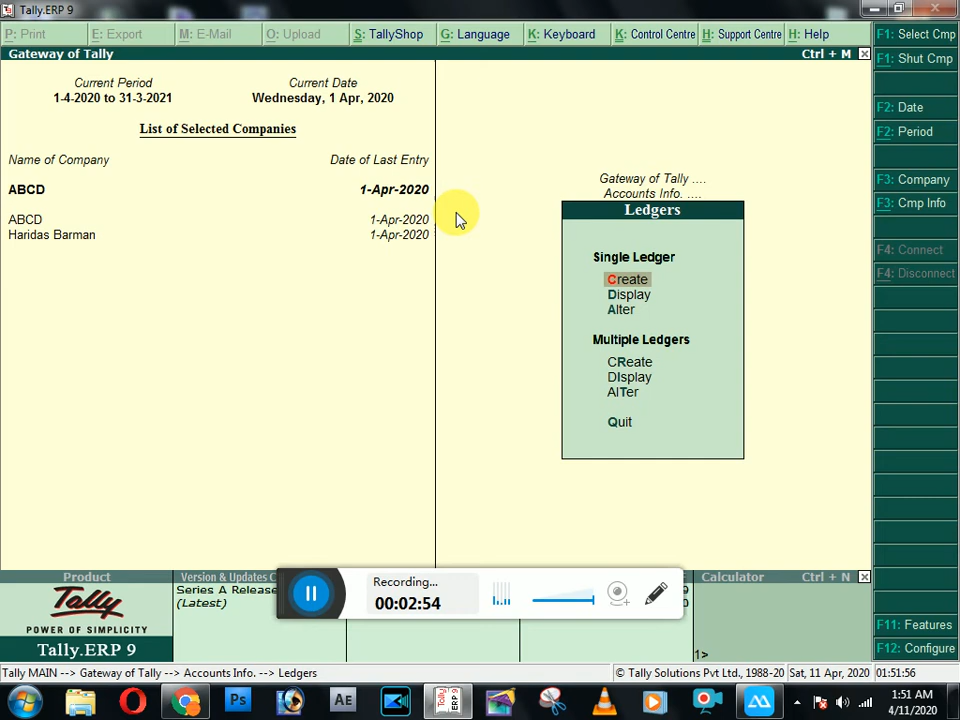 Tally.ERP 9
P: Print
E: Export
M: E-Mail
O: Upload
S: TallyShop
G: Language
K: Keyboard
K: Control Centre
H: Support Centre
H: Help
F1: Select Cmp
Gateway of Tally
Ctrl + M
F1: Shut Cmp
Current Period
Current Date
1-4-2020 to 31-3-2021
Wednesday, 1 Apr, 2020
F2: Date
List of Selected Companies
F2: Period
Name of Company
Date of Last Entry
ABCD
1-Apr-2020
ABCD
1-Apr-2020
Haridas Barman
1-Apr-2020
Gateway of Tally ....
Accounts Info. ....
Ledgers
Single Ledger
Create
Display
Alter
Multiple Ledgers
CReate
DIsplay
AlTer
Quit
F3: Company
F3: Cmp Info
F4: Connect
F4: Disconnect
Product
Tally
POWER OF SIMPLICITY
Tally.ERP 9
Version & Updates
Series A Release
(Latest)
Recording...
00:02:54
9
Calculator
Ctrl + N
1>
F11: Features
F12: Configure
Tally MAIN --> Gateway of Tally --> Accounts Info. --> Ledgers
© Tally Solutions Pvt Ltd., 1988-20
Sat, 11 Apr, 2020
01:51:56
Ps
AE
Tally
ERP 9
1:51 AM
4/11/2020